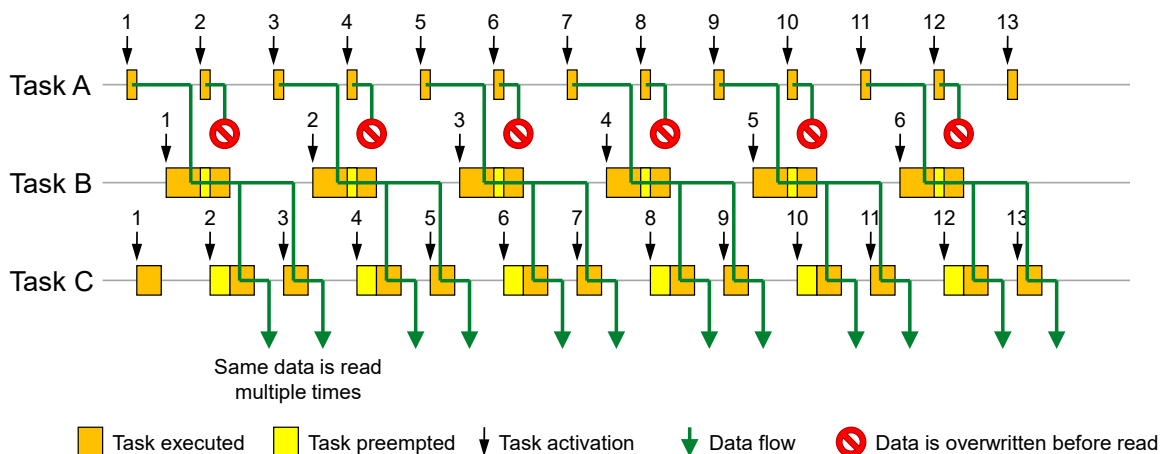 1 2 3 4 5 6 7 8 9 10 11 12 13
Task A
1 2 3 4 5 6
Task B
1 2 3 4 5 6 7 8 9 10 11 12 13
Task C
Same data is read
multiple times
Task executed Task preempted Task activation Data flow Data is overwritten before read